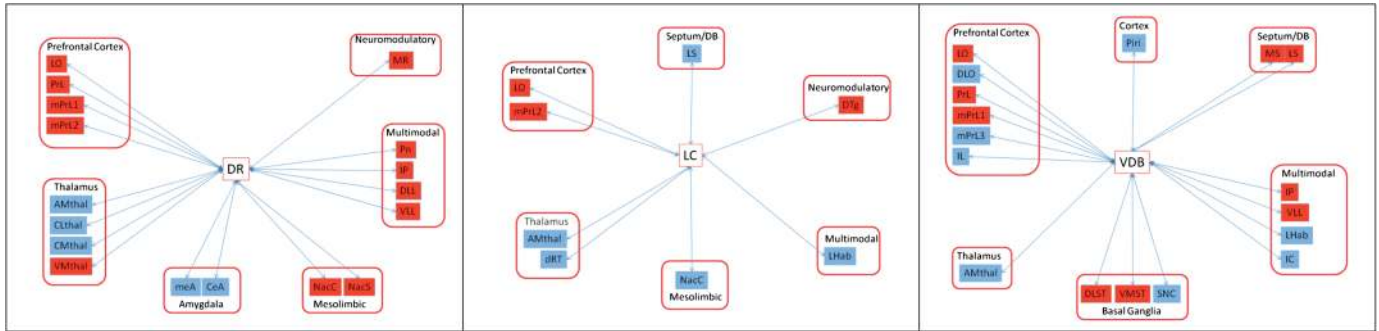 Prefrontal Cortex
LO
PrL
mPrL1
mPrL2
Neuromodulatory
MR
DR
Multimodal
Pn
IP
DLL
VLL
Thalamus
AMthal
CLthal
CMthal
VMthal
meA CeA
Amygdala
NacC NacS
Mesolimbic
Septum/DB
LS
Prefrontal Cortex
LO
mPrL2
Neuromodulatory
DTg
LC
Thalamus
AMthal
dRT
Multimodal
LHab
NacC
Mesolimbic
Prefrontal Cortex
LO
DLO
PrL
mPrL1
mPrL3
IL
Cortex
Piri
Septum/DB
MS LS
VDB
Multimodal
IP
VLL
LHab
IC
Thalamus
AMthal
DLST VMST SNC
Basal Ganglia